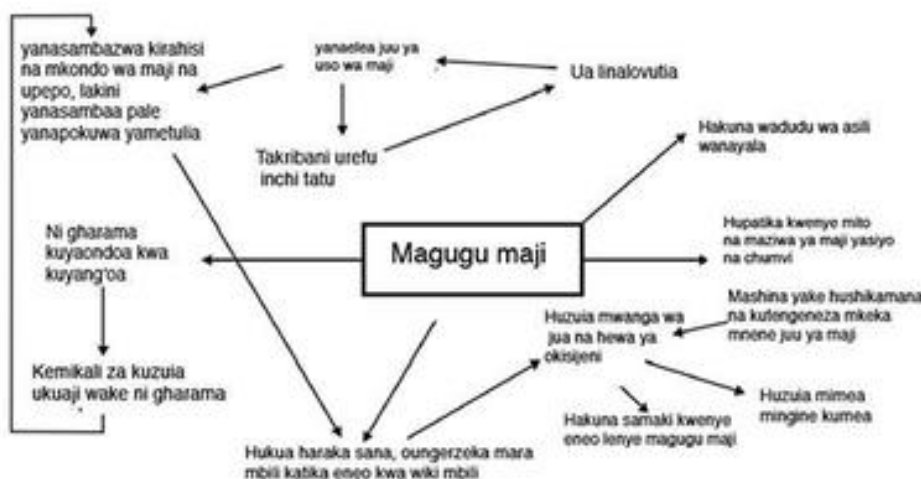 yanasambazwa kirahisi
na mkondo wa maji na
upepo, lakini
yanasambaa pale
yanapokuwa yametulia
yanaelea juu ya
uso wa maji
Ua linalovutia
Takribani urefu
inchi tatu
Hakuna wadudu wa asili
wanayala
Ni gharama
kuyaondoa kwa
kuyang'oa
Magugu maji
Hupatika kwenye mito
na maziwa ya maji yasiyo
na chumvi
Mashina yake hushikamana
na kutengeneza mkeka
mnene juu ya maji
Huzuia mwanga wa
jua na hewa ya
okisijeni
Kemikali za kuzuia
ukuaji wake ni gharama
Huzuia mimea
mingine kumea
Hakuna samaki kwenye
eneo lenye magugu maji
Hukua haraka sana, oungerzeka mara
mbili katika eneo kwa wiki mbili